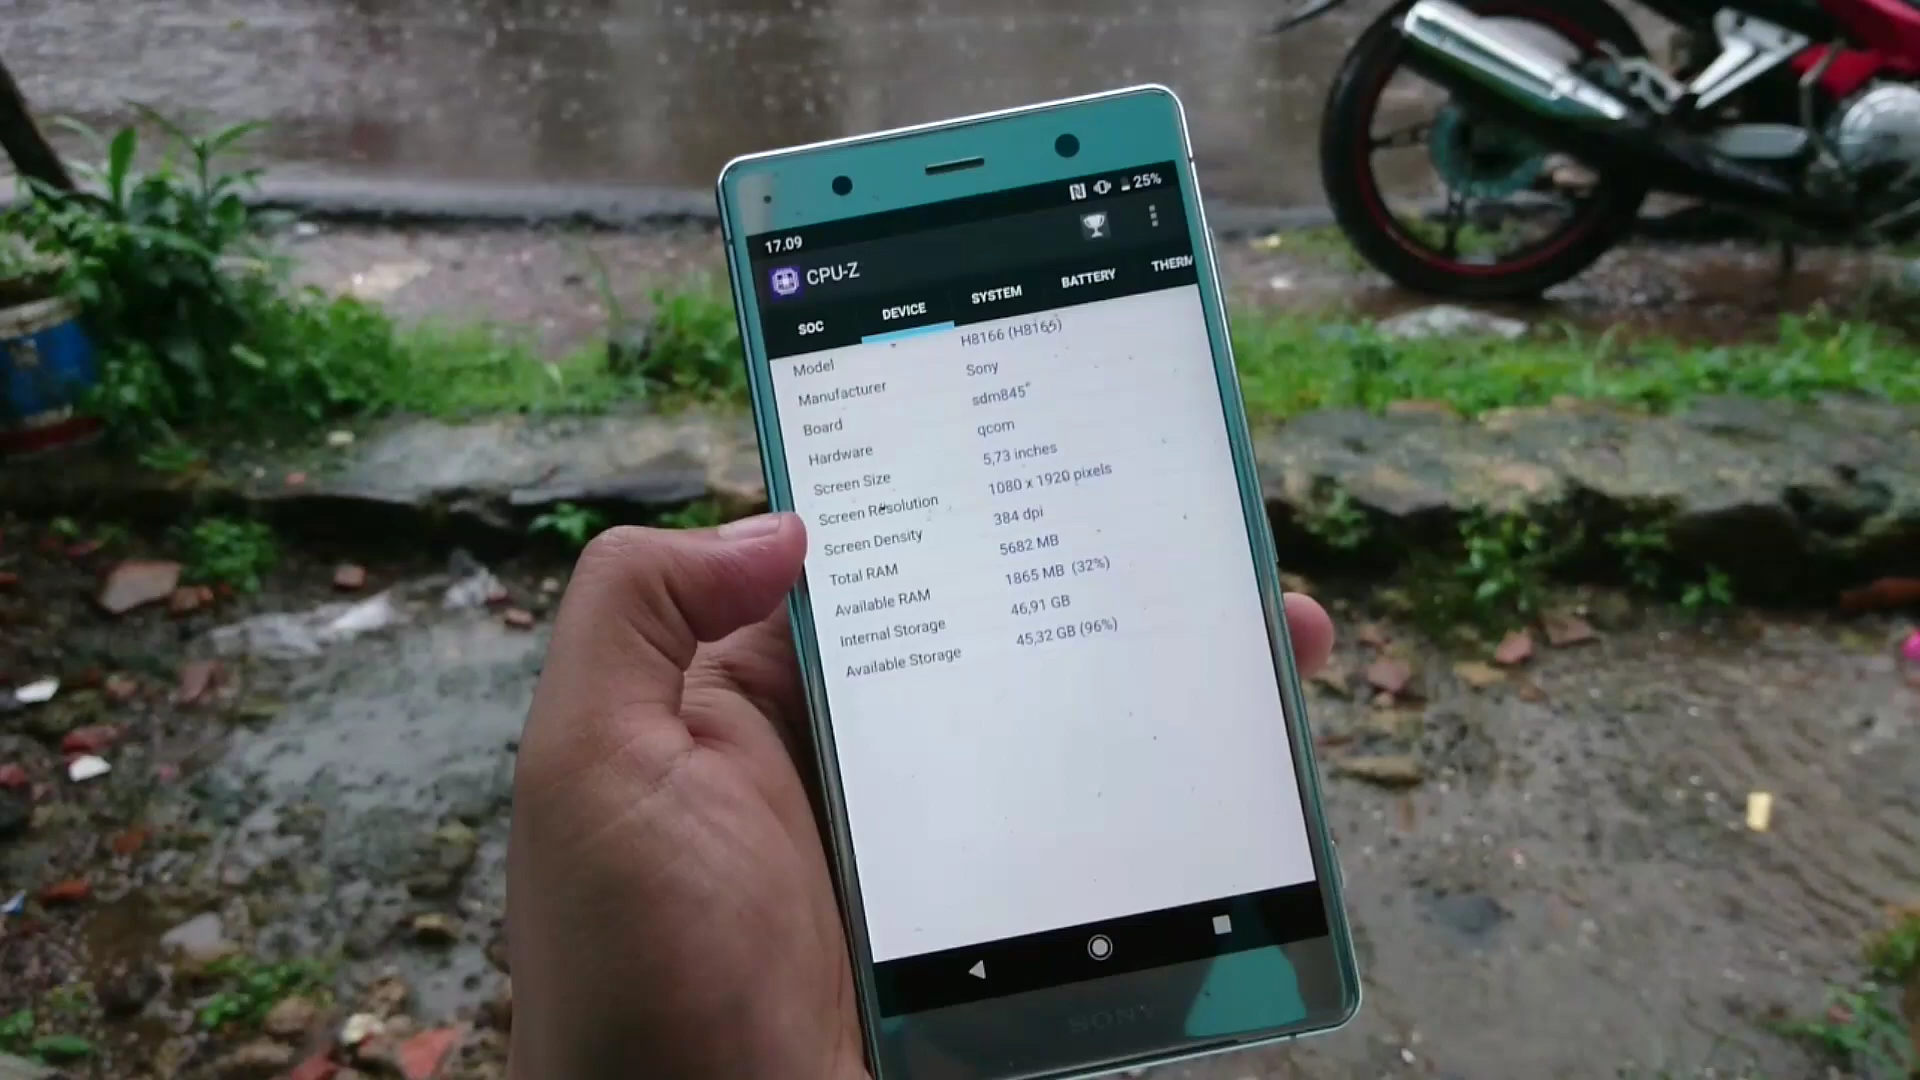 17.09
25%
CPU-Z
SOC DEVICE SYSTEM BATTERY THERM
Model H8166 (H8166)
Manufacturer Sony
Board sdm845
Hardware qcom
Screen Size 5,73 inches
Screen Resolution 1080 x 1920 pixels
Screen Density 384 dpi
Total RAM 5682 MB
Available RAM 1865 MB (32%)
Internal Storage 46,91 GB
Available Storage 45,32 GB (96%)
SONY